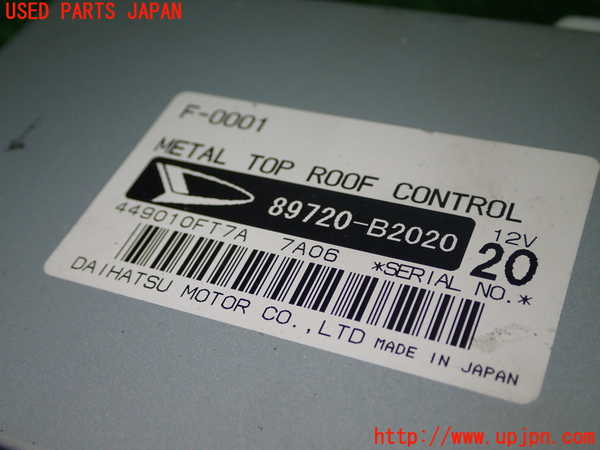 USED PARTS JAPAN
F-0001
METAL TOP ROOF CONTROL
89720-B2020
12V
20
449010FT7A 7A06 *SERIAL NO.*
DAIHATSU MOTOR CO.,LTD MADE IN JAPAN
http://www.upjpn.com